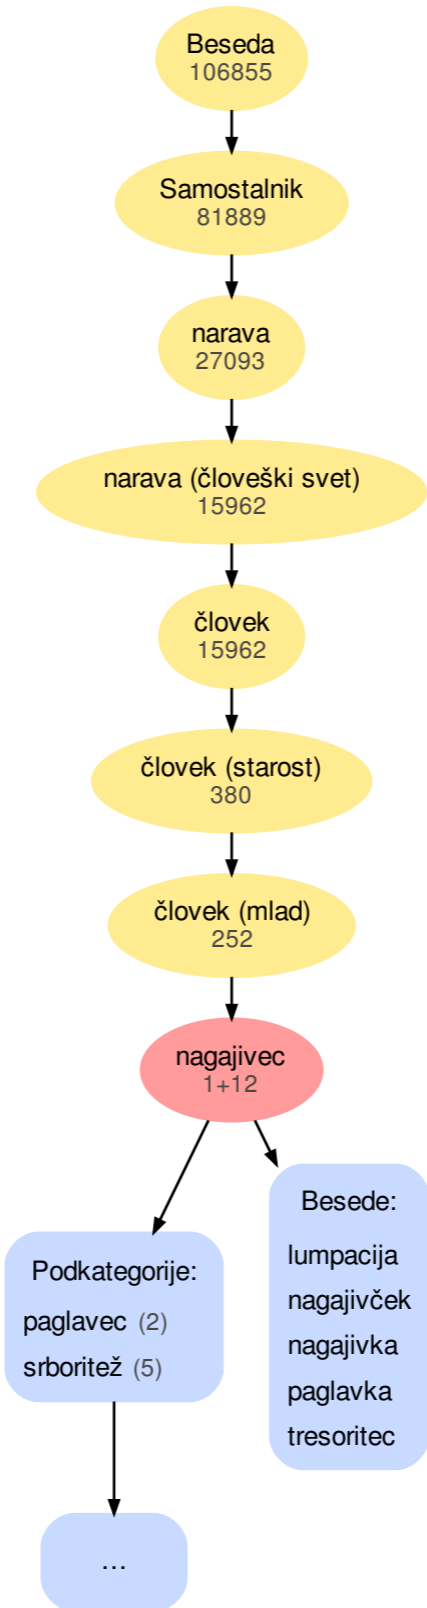 Beseda
106855
Samostalnik
81889
narava
27093
narava (človeški svet)
15962
človek
15962
človek (starost)
380
človek (mlad)
252
nagajivec
1+12
Podkategorije:
paglavec (2)
srboritež (5)
...
Besede:
lumpacija
nagajivček
nagajivka
paglavka
tresoritec